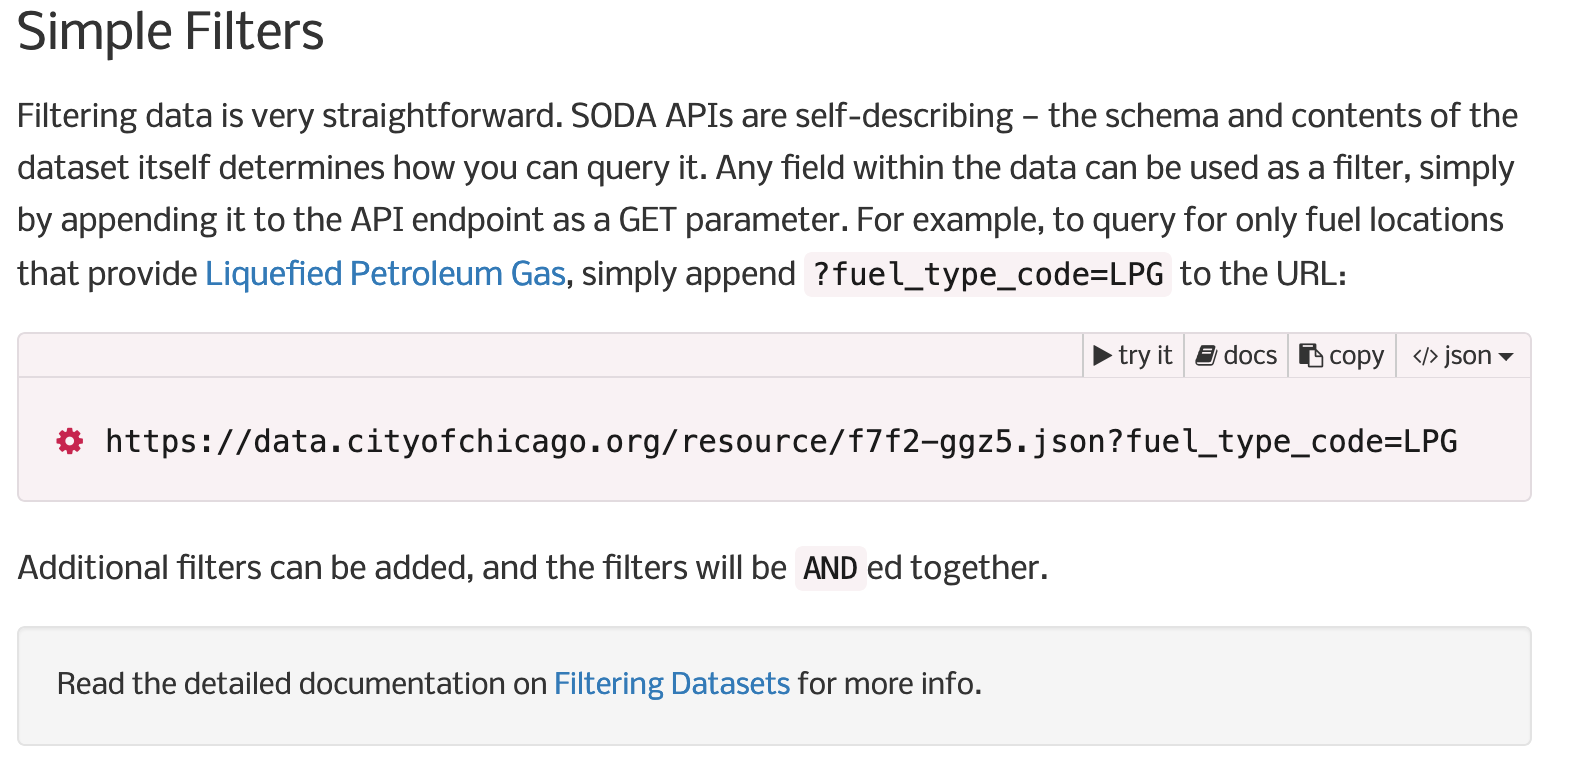 Simple Filters
Filtering data is very straightforward. SODA APIs are self-describing – the schema and contents of the
dataset itself determines how you can query it. Any field within the data can be used as a filter, simply
by appending it to the API endpoint as a GET parameter. For example, to query for only fuel locations
that provide Liquefied Petroleum Gas, simply append ?fuel_type_code=LPG to the URL:
try it docs copy </> json
https://data.cityofchicago.org/resource/f7f2-ggz5.json?fuel_type_code=LPG
Additional filters can be added, and the filters will be ANDed together.
Read the detailed documentation on Filtering Datasets for more info.